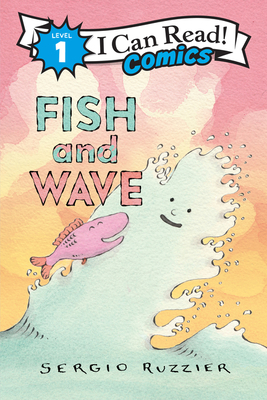 LEVEL
1
I Can Read!
Comics
FISH
and
WAVE
SERGIO RUZZIER